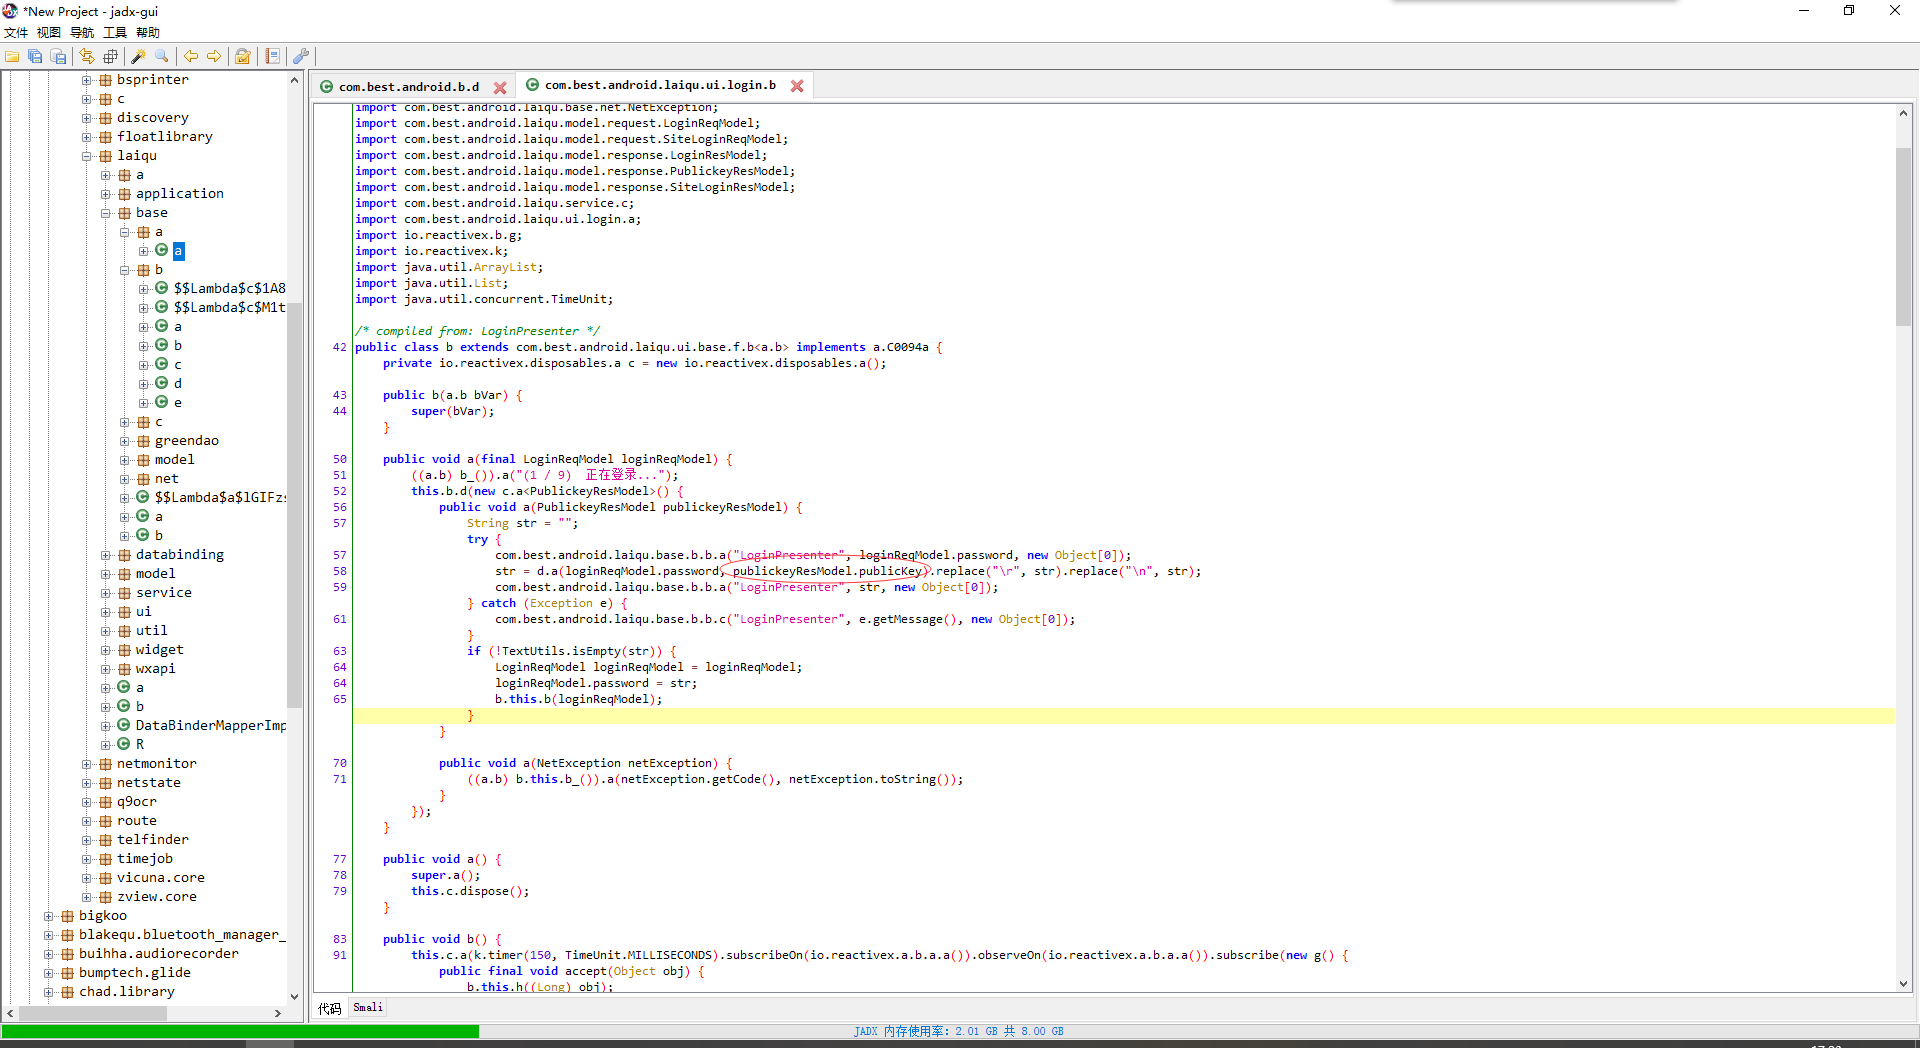 *New Project - jadx-gui
文件 视图 导航 工具 帮助
bsprinter
c
discovery
floatlibrary
laiqu
a
application
base
a
a
b
$$Lambda$c$1A8
$$Lambda$c$M1t
a
b
c
d
e
c
greendao
model
net
$$Lambda$a$lGIFzs
a
b
databinding
model
service
ui
util
widget
wxapi
a
b
DataBinderMapperImp
R
netmonitor
netstate
q9ocr
route
telfinder
timejob
vicuna.core
zview.core
bigkoo
blakequ.bluetooth_manager_
buihha.audiorecorder
bumptech.glide
chad.library
com.best.android.b.d
com.best.android.laiqu.ui.login.b
import com.best.android.laiqu.base.net.NetException;
import com.best.android.laiqu.model.request.LoginReqModel;
import com.best.android.laiqu.model.request.SiteLoginReqModel;
import com.best.android.laiqu.model.response.LoginResModel;
import com.best.android.laiqu.model.response.PublickeyResModel;
import com.best.android.laiqu.model.response.SiteLoginResModel;
import com.best.android.laiqu.service.c;
import com.best.android.laiqu.ui.login.a;
import io.reactivex.b.g;
import io.reactivex.k;
import java.util.ArrayList;
import java.util.List;
import java.util.concurrent.TimeUnit;
/* compiled from: LoginPresenter */
42 public class b extends com.best.android.laiqu.ui.base.f.b<a.b> implements a.C0094a {
private io.reactivex.disposables.a c = new io.reactivex.disposables.a();
43 public b(a.b bVar) {
44 super(bVar);
}
50 public void a(final LoginReqModel loginReqModel) {
51 ((a.b) b_()).a("(1 / 9) 正在登录...");
52 this.b.d(new c.a<PublickeyResModel>() {
56 public void a(PublickeyResModel publickeyResModel) {
57 String str = "";
try {
57 com.best.android.laiqu.base.b.b.a("LoginPresenter", loginReqModel.password, new Object[0]);
58 str = d.a(loginReqModel.password, publickeyResModel.publicKey).replace("\r", str).replace("\n", str);
59 com.best.android.laiqu.base.b.b.a("LoginPresenter", str, new Object[0]);
} catch (Exception e) {
61 com.best.android.laiqu.base.b.b.c("LoginPresenter", e.getMessage(), new Object[0]);
}
63 if (!TextUtils.isEmpty(str)) {
64 LoginReqModel loginReqModel = loginReqModel;
64 loginReqModel.password = str;
65 b.this.b(loginReqModel);
}
}
70 public void a(NetException netException) {
71 ((a.b) b.this.b_()).a(netException.getCode(), netException.toString());
}
});
}
77 public void a() {
78 super.a();
79 this.c.dispose();
}
83 public void b() {
91 this.c.a(k.timer(150, TimeUnit.MILLISECONDS).subscribeOn(io.reactivex.a.b.a.a()).observeOn(io.reactivex.a.b.a.a()).subscribe(new g() {
public final void accept(Object obj) {
b.this.h((Long) obj);
代码 Smali
JADX 内存使用率: 2.01 GB 共 8.00 GB